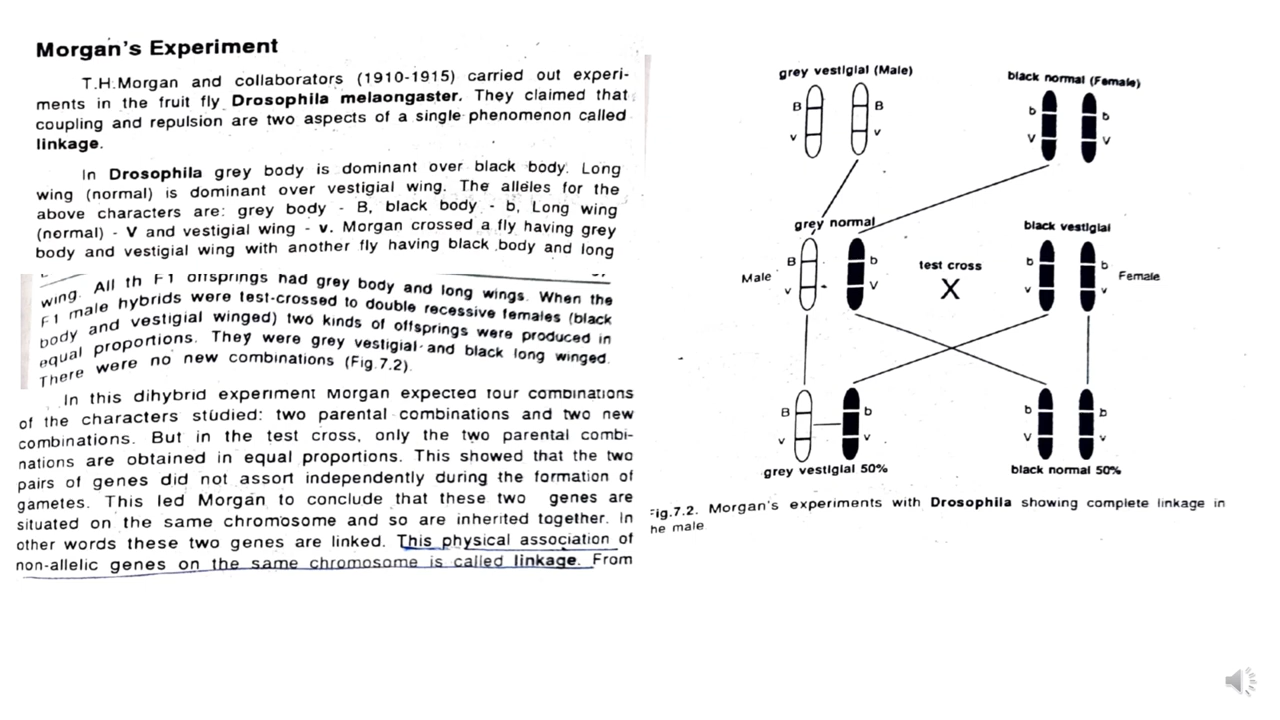 Morgan's Experiment
T.H.Morgan and collaborators (1910-1915) carried out experi-
ments in the fruit fly Drosophila melaongaster. They claimed that
coupling and repulsion are two aspects of a single phenomenon called
linkage.
In Drosophila grey body is dominant over black body. Long
wing (normal) is dominant over vestigial wing. The alleles for the
above characters are: grey body - B, black body - b, Long wing
(normal) - V and vestigial wing - v. Morgan crossed a fly having grey
body and vestigial wing with another fly having black body and long
wing. All th F1 offsprings had grey body and long wings. When the
F1 male hybrids were test-crossed to double recessive females (black
body and vestigial winged) two kinds of offsprings were produced in
equal proportions. They were grey vestigial and black long winged.
There were no new combinations (Fig.7.2).
In this dihybrid experiment Morgan expected four combinations
of the characters studied: two parental combinations and two new
combinations. But in the test cross, only the two parental combi-
nations are obtained in equal proportions. This showed that the two
pairs of genes did not assort independently during the formation of
gametes. This led Morgan to conclude that these two genes are
situated on the same chromosome and so are inherited together. In
other words these two genes are linked. This physical association of
non-allelic genes on the same chromosome is called linkage. From
grey vestigial (Male)
black normal (Female)
B B b b
v v V V
grey normal
black vestigial
Male B b test cross b b Female
v V X v v
B b b b
v v V v
grey vestigial 50%
black normal 50%
Fig.7.2. Morgan's experiments with Drosophila showing complete linkage in
he male